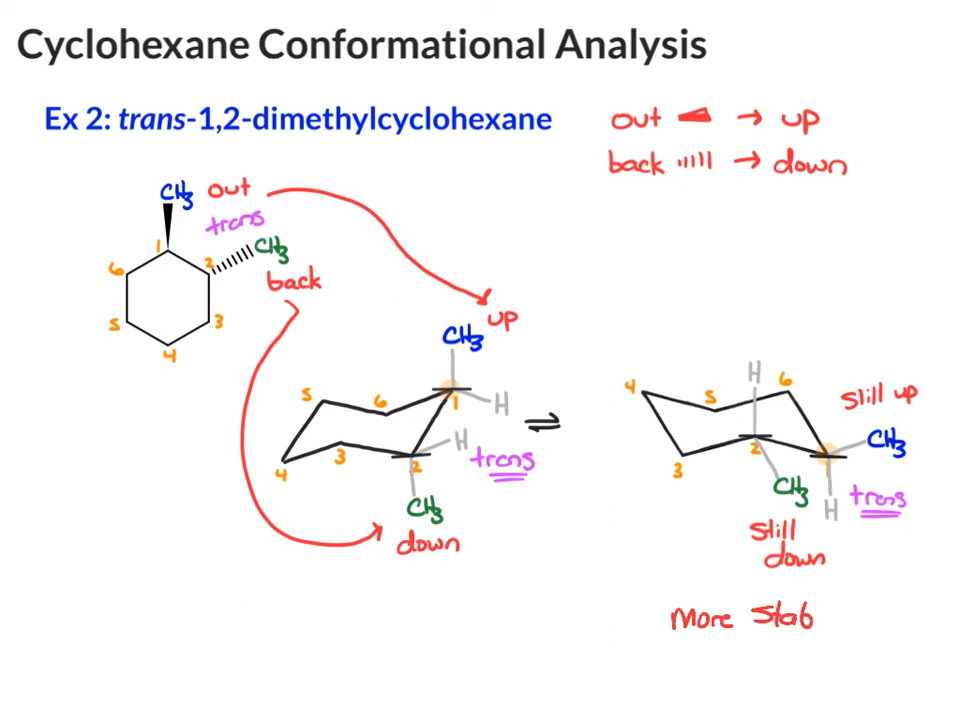 Cyclohexane Conformational Analysis
Ex 2: trans-1,2-dimethylcyclohexane
out → up
back → down
CH3 out
trans
1
2 CH3
6
back
5
3
4
up
CH3
5
6
1
H
H
4
3
2
trans
CH3
down
⇌
H
4
5
6
still up
CH3
2
3
1
CH3
H
trans
still
down
More Stab